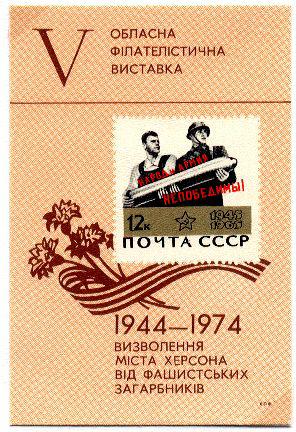 V
ОБЛАСНА
ФІЛАТЕЛІСТИЧНА
ВИСТАВКА
НАРОД И АРМИЯ
НЕПОБЕДИМЫ!
12к
1945
1965
ПОЧТА СССР
1944—1974
ВИЗВОЛЕННЯ
МІСТА ХЕРСОНА
ВІД ФАШИСТСЬКИХ
ЗАГАРБНИКІВ